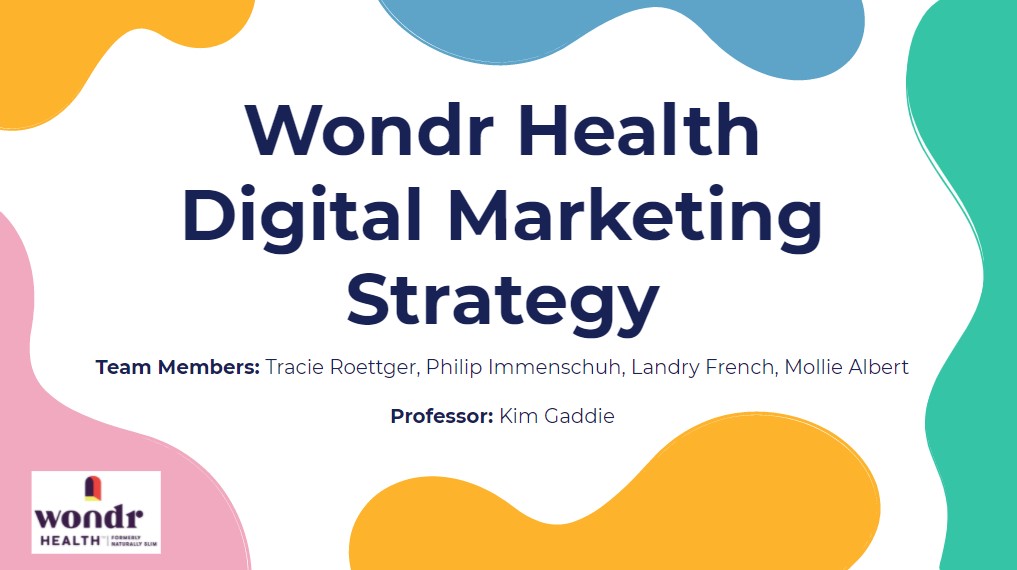 Wondr Health
Digital Marketing
Strategy
Team Members: Tracie Roettger, Philip Immenschuh, Landry French, Mollie Albert
Professor: Kim Gaddie
wondr
HEALTH™ | FORMERLY
NATURALLY SLIM